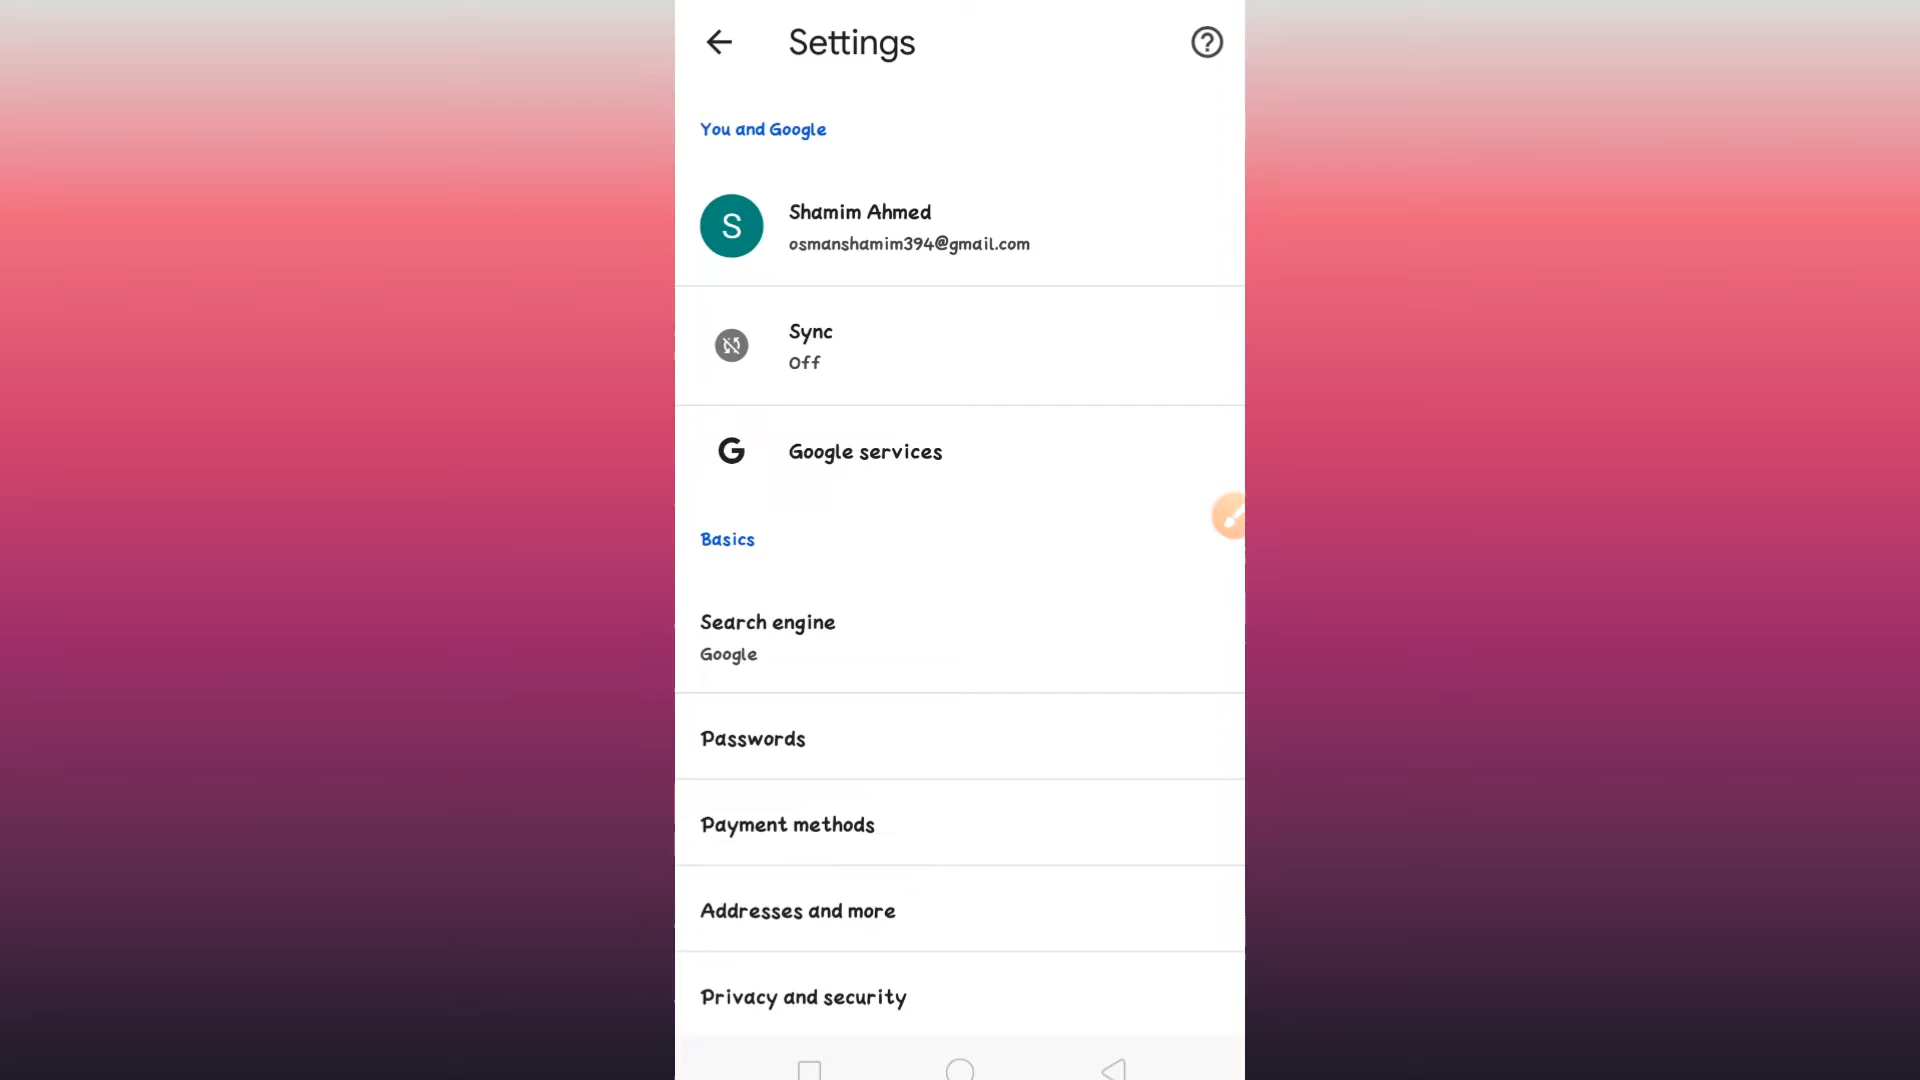 Settings
You and Google
S
Shamim Ahmed
osmanshamim394@gmail.com
Sync
Off
G
Google services
Basics
Search engine
Google
Passwords
Payment methods
Addresses and more
Privacy and security